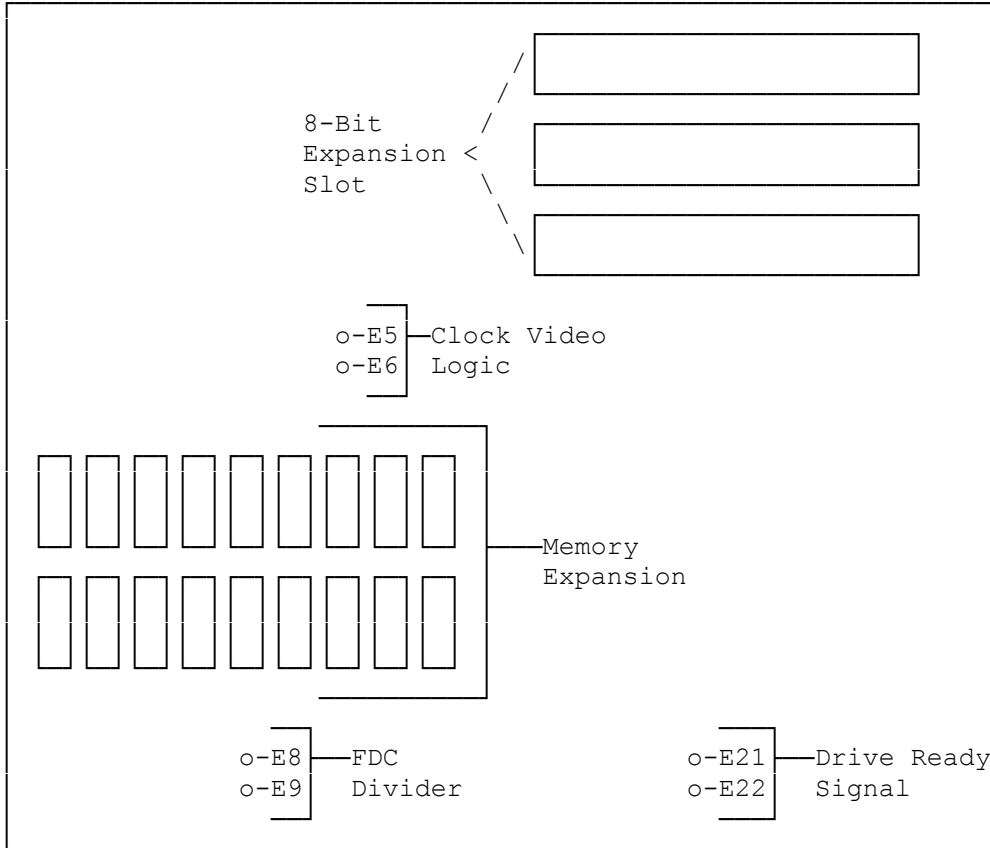 8-Bit
Expansion <
Slot
o-E5 Clock Video
o-E6 Logic
Memory
Expansion
o-E8 FDC
o-E9 Divider
o-E21 Drive Ready
o-E22 Signal